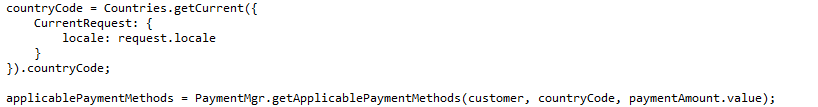 countryCode = Countries.getCurrent({
    CurrentRequest: {
        locale: request.locale
    }
}).countryCode;
applicablePaymentMethods = PaymentMgr.getApplicablePaymentMethods(customer, countryCode, paymentAmount.value);